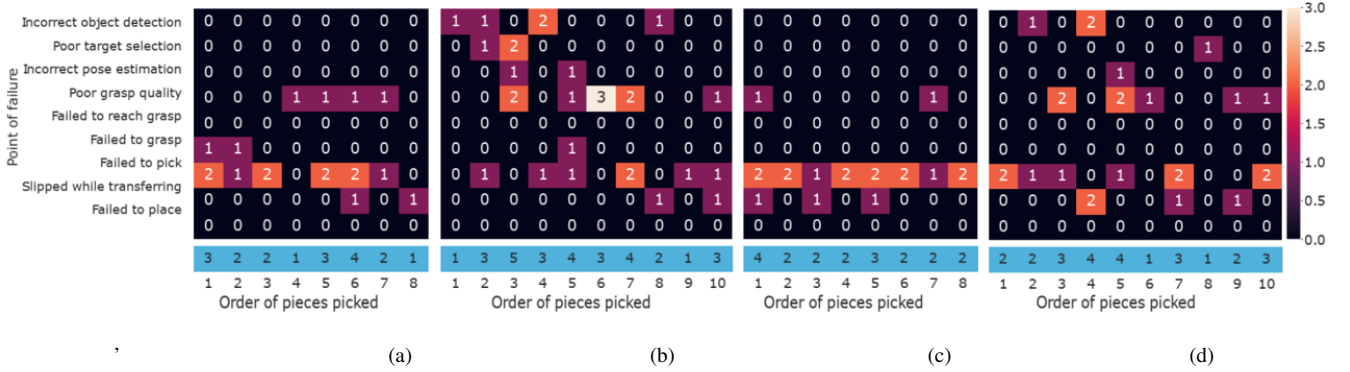 Point of failure
Incorrect object detection 0 0 0 0 0 0 0 0 1 1 0 2 0 0 0 1 0 0 0 0 0 0 0 0 0 0 0 1 0 2 0 0 0 0 0 0 3.0
Poor target selection 0 0 0 0 0 0 0 0 0 1 2 0 0 0 0 0 0 0 0 0 0 0 0 0 0 0 0 0 0 0 0 0 0 1 0 0 2.5
Incorrect pose estimation 0 0 0 0 0 0 0 0 0 0 1 0 1 0 0 0 0 0 0 0 0 0 0 0 0 0 0 0 0 0 1 0 0 0 0 0 2.0
Poor grasp quality 0 0 0 1 1 1 1 0 0 0 2 0 1 3 2 0 0 1 1 0 0 0 0 0 1 0 0 0 2 0 2 1 0 0 1 1
Failed to reach grasp 0 0 0 0 0 0 0 0 0 0 0 0 0 0 0 0 0 0 0 0 0 0 0 0 0 0 0 0 0 0 0 0 0 0 0 0 1.5
Failed to grasp 1 1 0 0 0 0 0 0 0 0 0 0 1 0 0 0 0 0 0 0 0 0 0 0 0 0 0 0 0 0 0 0 0 0 0 0 1.0
Failed to pick 2 1 2 0 2 2 1 0 0 1 0 1 1 0 2 0 1 1 2 2 1 2 2 2 1 2 2 1 1 0 1 0 2 0 0 2
Slipped while transferring 0 0 0 0 0 1 0 1 0 0 0 0 0 0 0 1 0 1 1 0 1 0 1 0 0 0 0 0 0 2 0 0 1 0 1 0 0.5
Failed to place 0 0 0 0 0 0 0 0 0 0 0 0 0 0 0 0 0 0 0 0 0 0 0 0 0 0 0 0 0 0 0 0 0 0 0 0 0.0
3 2 2 1 3 4 2 1 1 3 5 3 4 3 4 2 1 3 4 2 2 2 3 2 2 2 2 2 3 4 4 1 3 1 2 3
1 2 3 4 5 6 7 8 1 2 3 4 5 6 7 8 9 10 1 2 3 4 5 6 7 8 1 2 3 4 5 6 7 8 9 10
Order of pieces picked Order of pieces picked Order of pieces picked Order of pieces picked
, (a) (b) (c) (d)